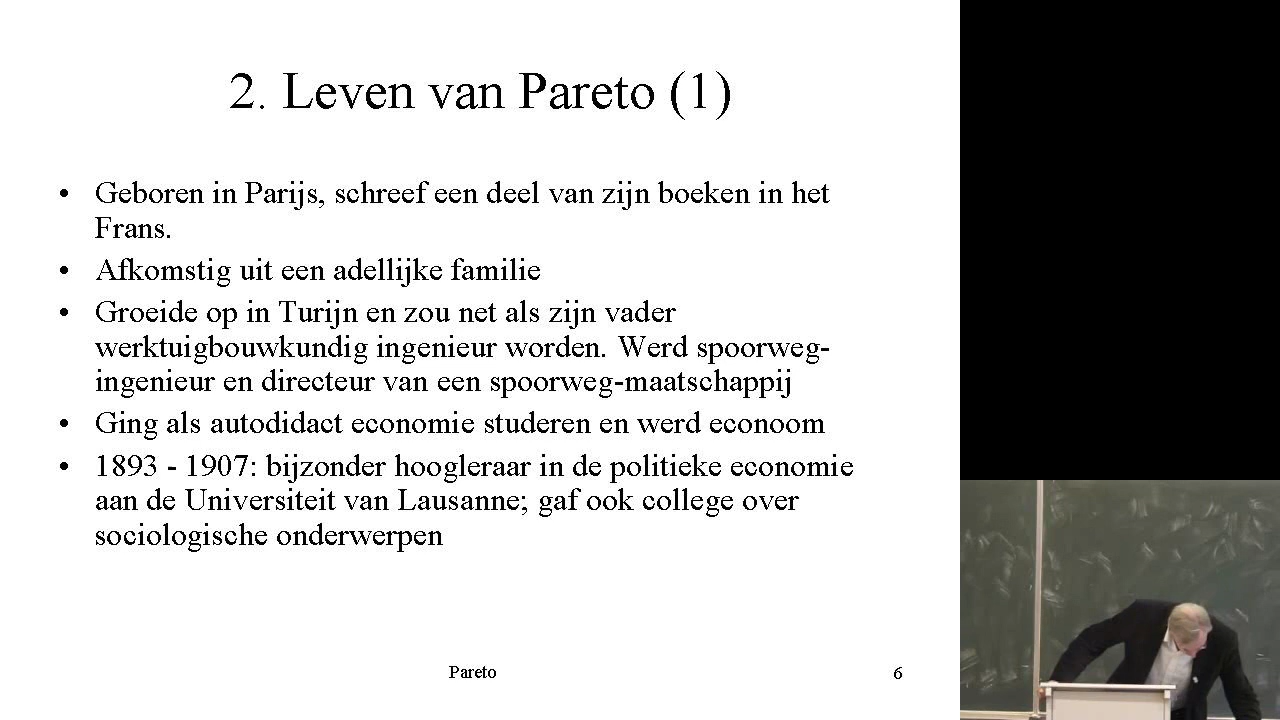 2. Leven van Pareto (1)
• Geboren in Parijs, schreef een deel van zijn boeken in het
Frans.
• Afkomstig uit een adellijke familie
• Groeide op in Turijn en zou net als zijn vader
werktuigbouwkundig ingenieur worden. Werd spoorweg-
ingenieur en directeur van een spoorweg-maatschappij
• Ging als autodidact economie studeren en werd econoom
• 1893 - 1907: bijzonder hoogleraar in de politieke economie
aan de Universiteit van Lausanne; gaf ook college over
sociologische onderwerpen
Pareto
6